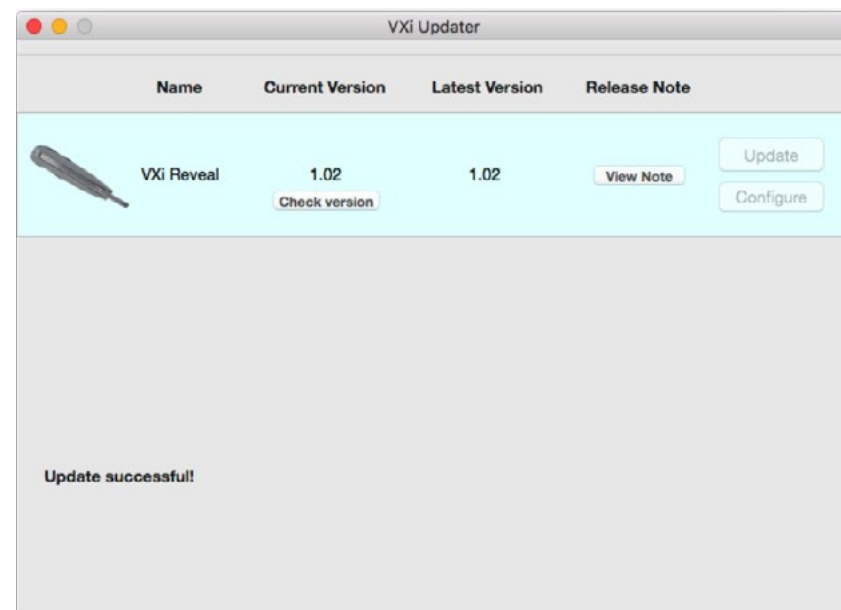 VXi Updater
Name Current Version Latest Version Release Note
VXi Reveal 1.02 1.02 View Note Update
Check version Configure
Update successful!